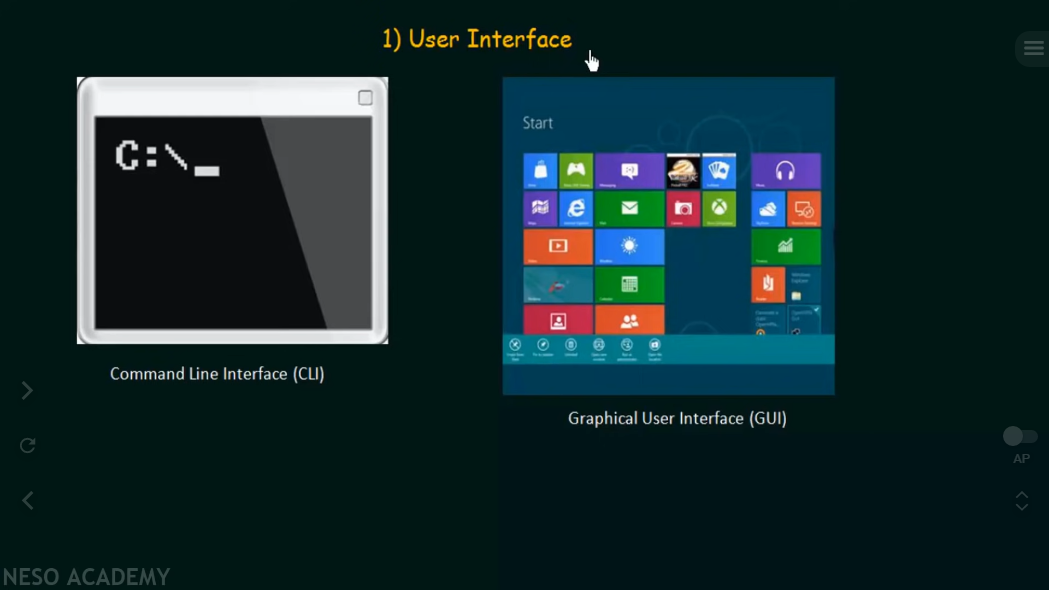 1) User Interface
C:\_
Start
Command Line Interface (CLI)
Graphical User Interface (GUI)
AP
NESO ACADEMY